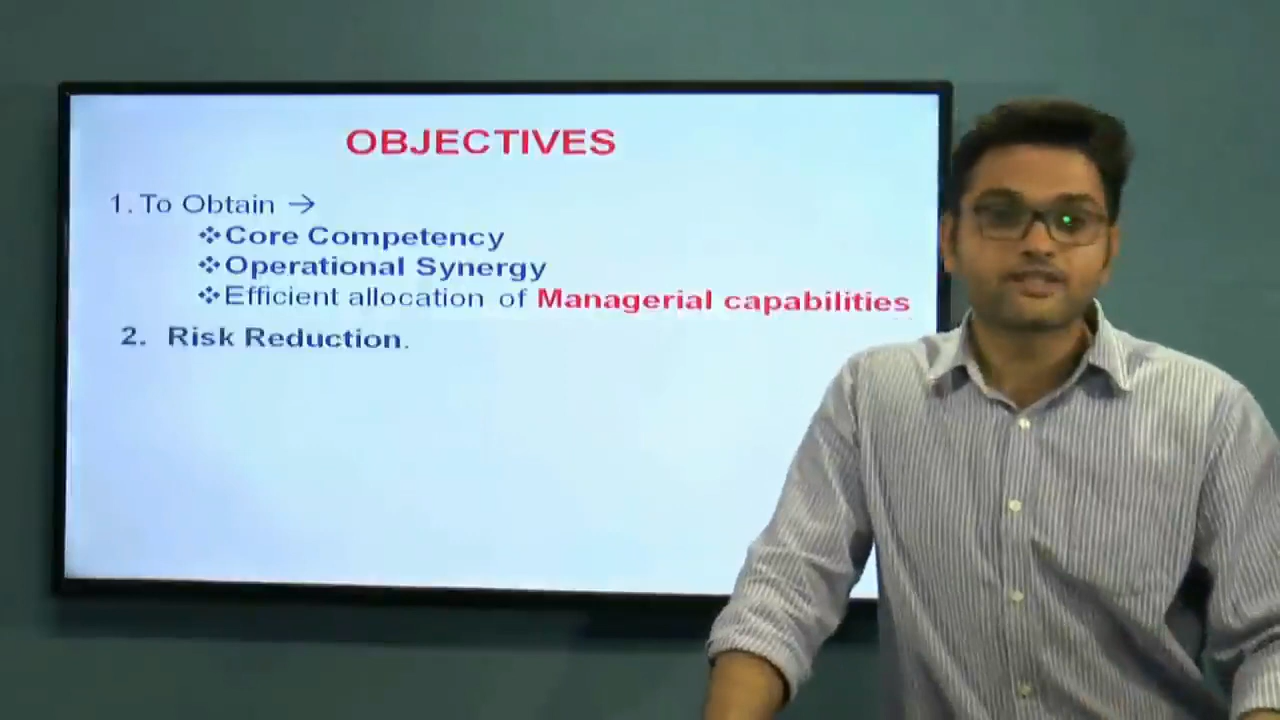 OBJECTIVES
1. To Obtain →
❖Core Competency
❖Operational Synergy
❖Efficient allocation of Managerial capabilities
2. Risk Reduction.